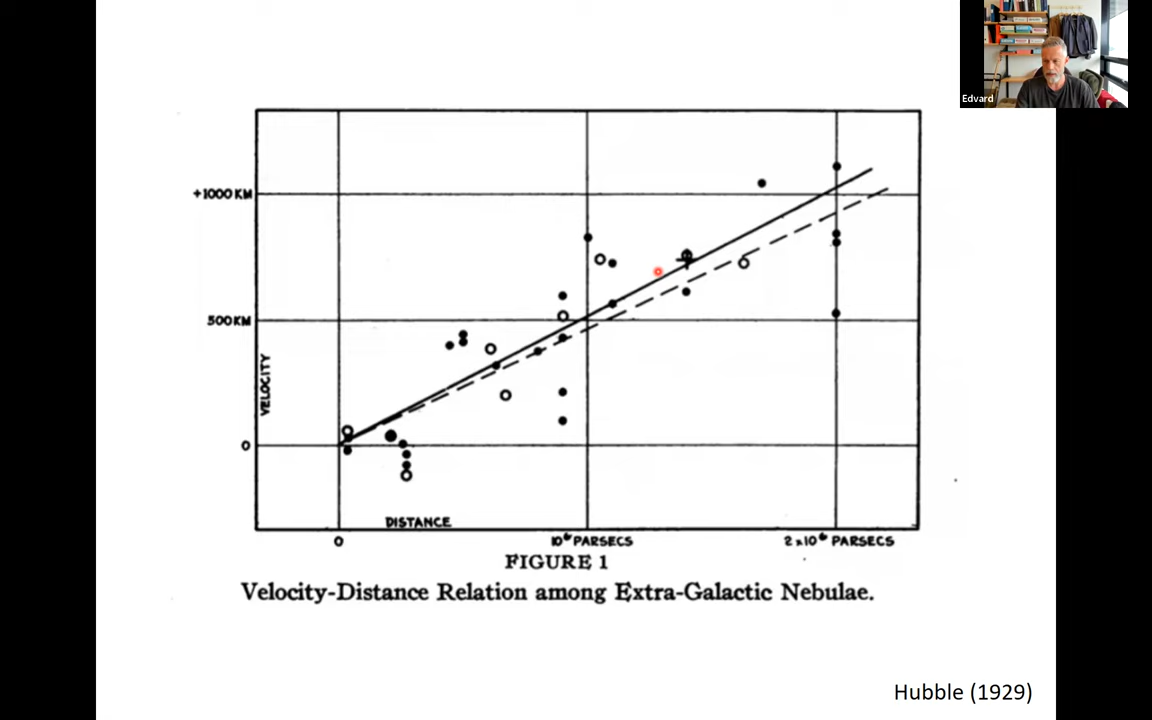 Edvard
+1000 KM
500 KM
0
VELOCITY
DISTANCE
0
10⁶ PARSECS
2 x 10⁶ PARSECS
FIGURE 1
Velocity-Distance Relation among Extra-Galactic Nebulae.
Hubble (1929)